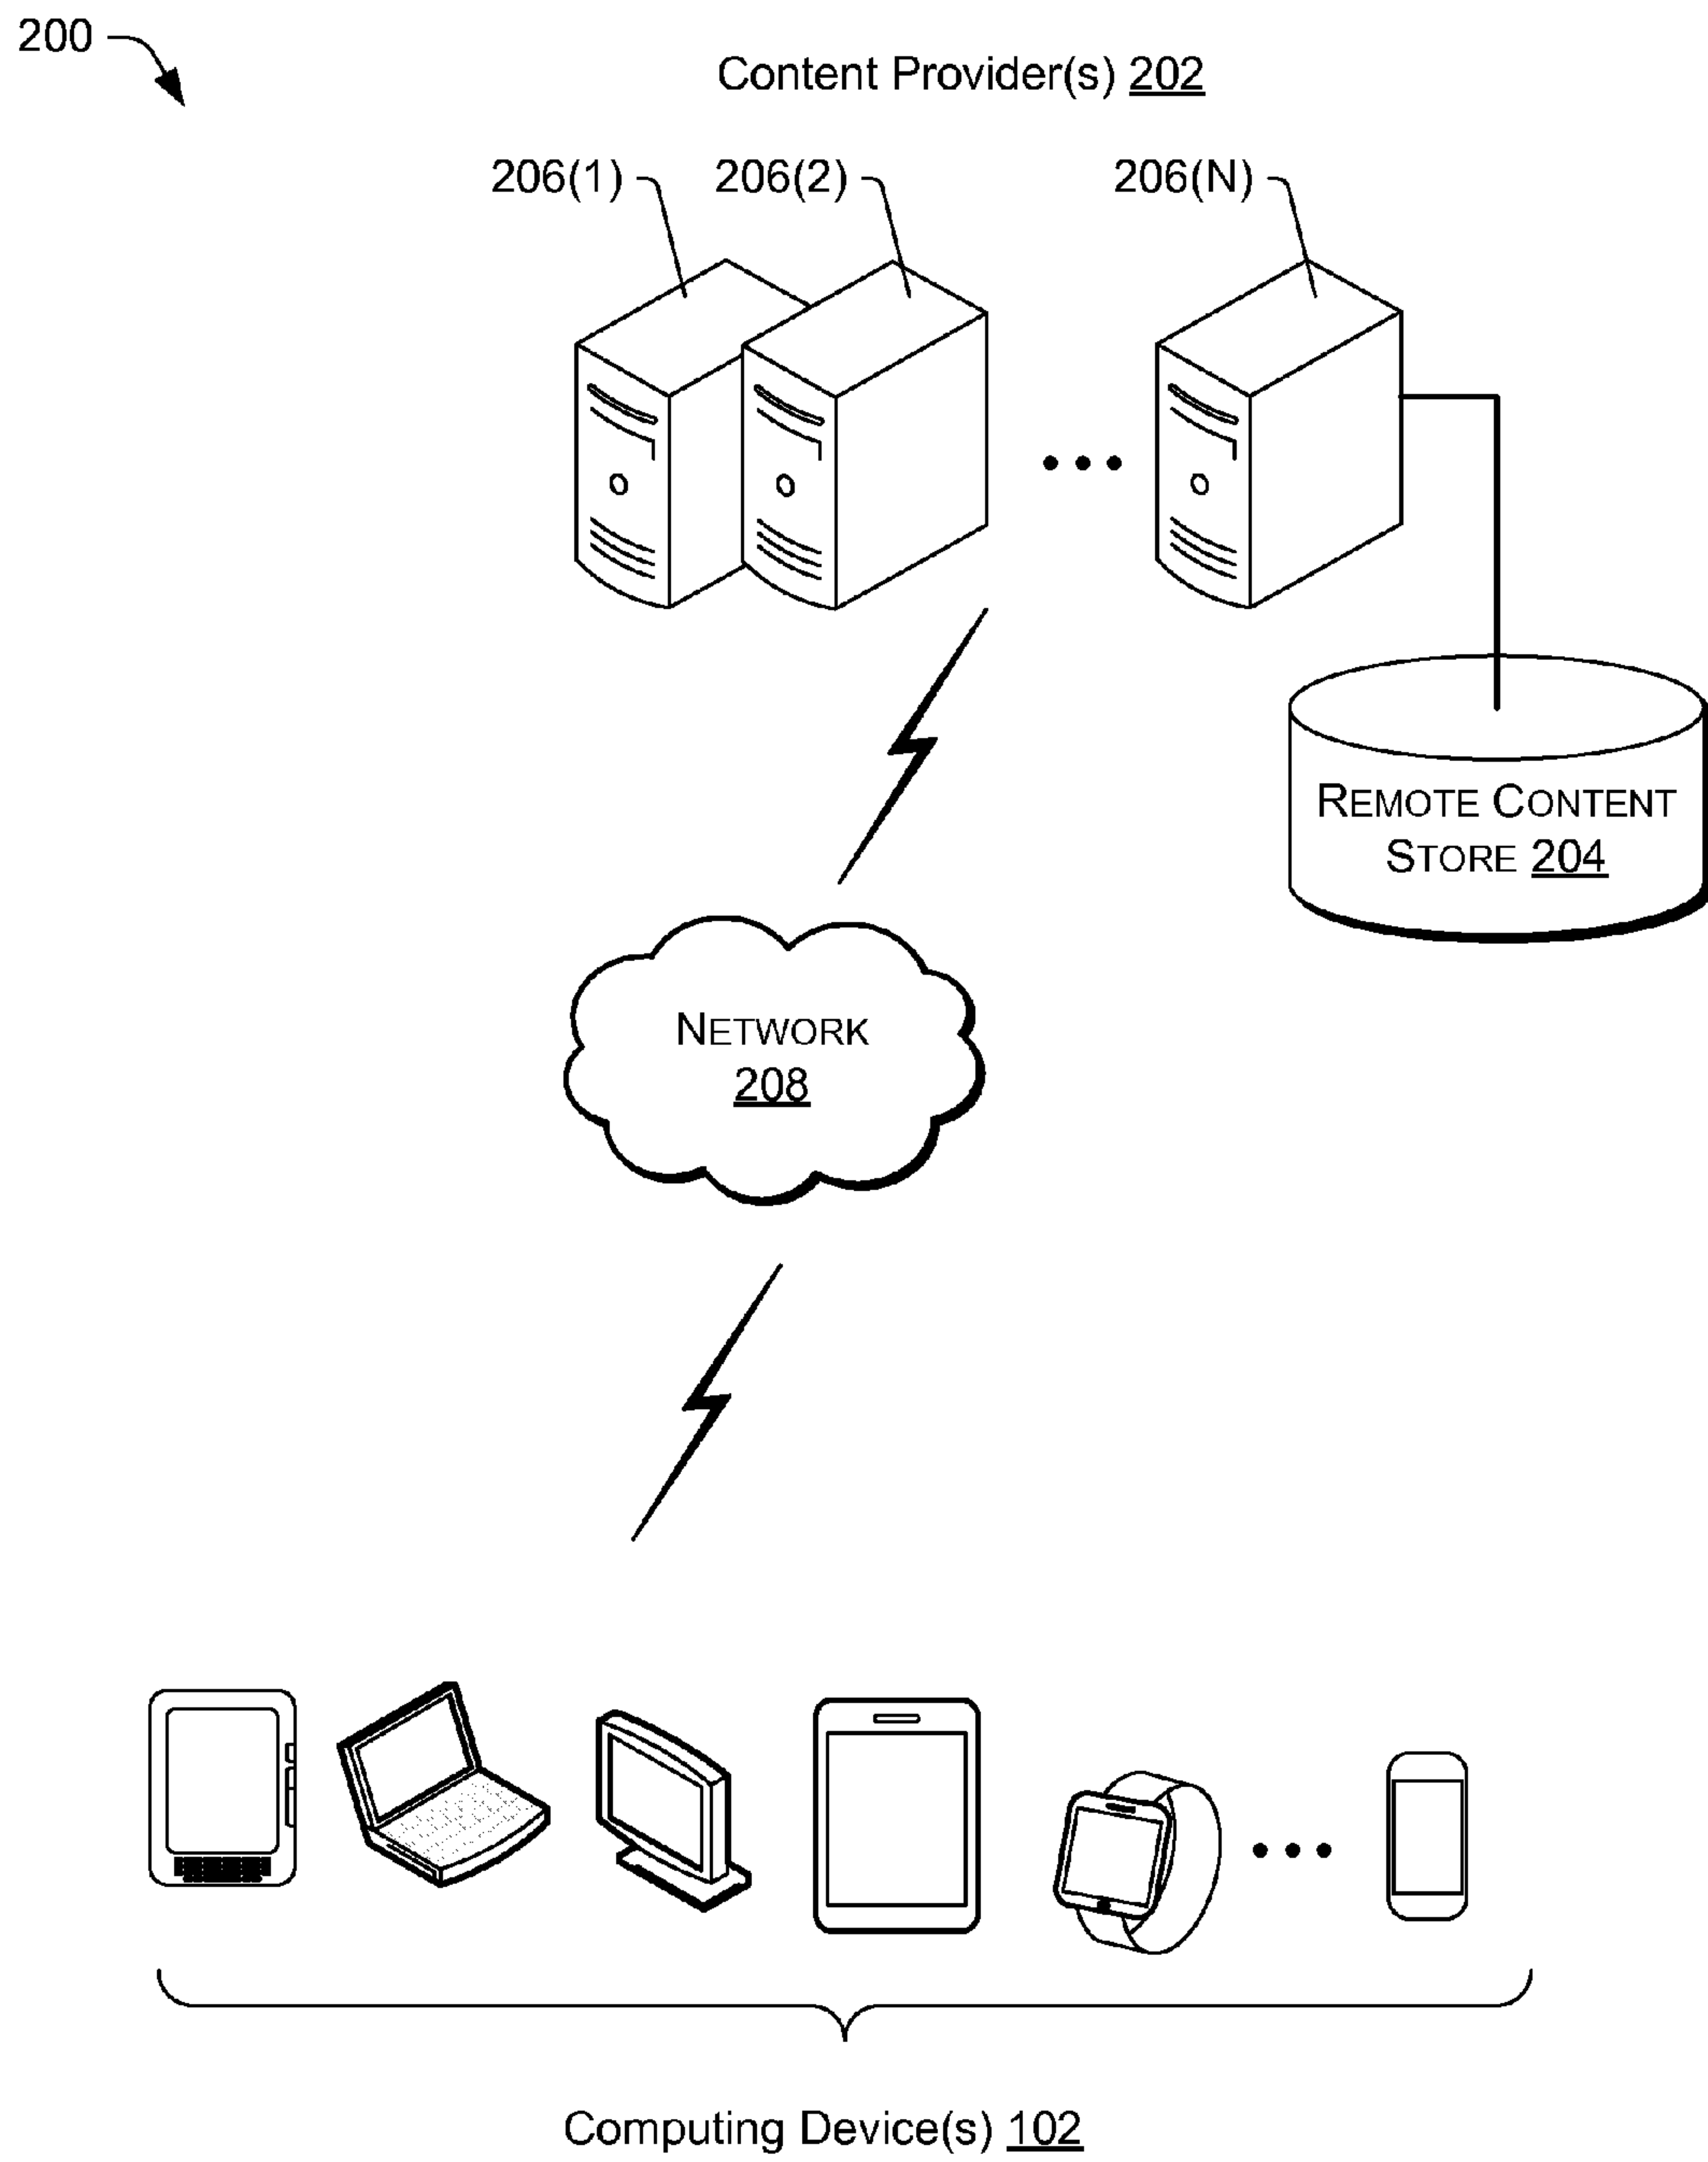 200
Content Provider(s) 202
206(1) 206(2) 206(N)
REMOTE CONTENT
STORE 204
NETWORK
208
Computing Device(s) 102